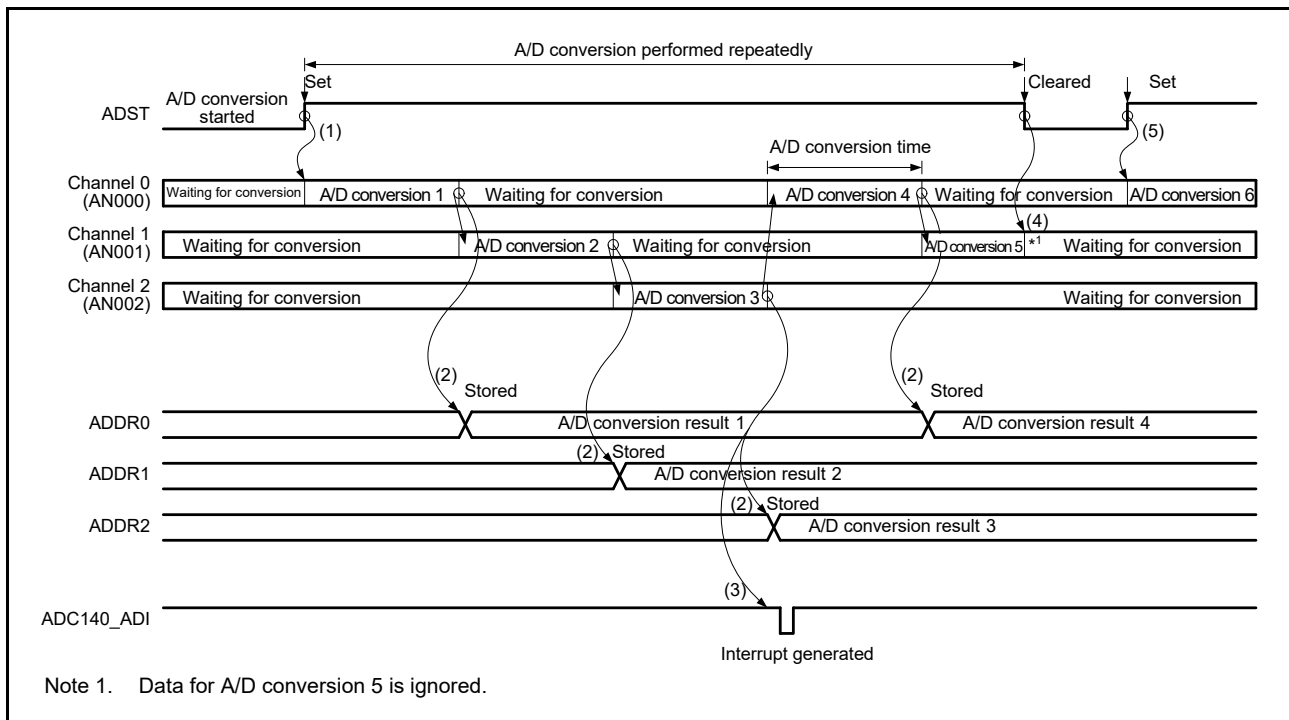 A/D conversion performed repeatedly
Set
Cleared
Set
A/D conversion
started
ADST
(1)
(5)
A/D conversion time
Channel 0
(AN000)
Waiting for conversion
A/D conversion 1
Waiting for conversion
A/D conversion 4
Waiting for conversion
A/D conversion 6
(4)
Channel 1
(AN001)
Waiting for conversion
A/D conversion 2
Waiting for conversion
A/D conversion 5
*1
Waiting for conversion
Channel 2
(AN002)
Waiting for conversion
A/D conversion 3
Waiting for conversion
(2)
Stored
(2)
Stored
ADDR0
A/D conversion result 1
A/D conversion result 4
(2)
Stored
ADDR1
A/D conversion result 2
(2)
Stored
ADDR2
A/D conversion result 3
(3)
ADC140_ADI
Interrupt generated
Note 1. Data for A/D conversion 5 is ignored.